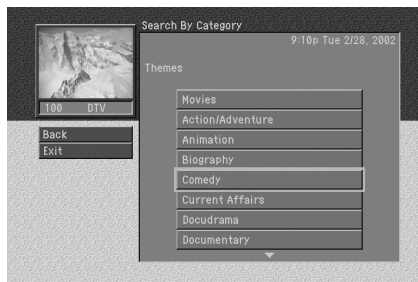 Search By Category
9:10p Tue 2/28, 2002
Themes
100 DTV
Back
Exit
Movies
Action/Adventure
Animation
Biography
Comedy
Current Affairs
Docudrama
Documentary